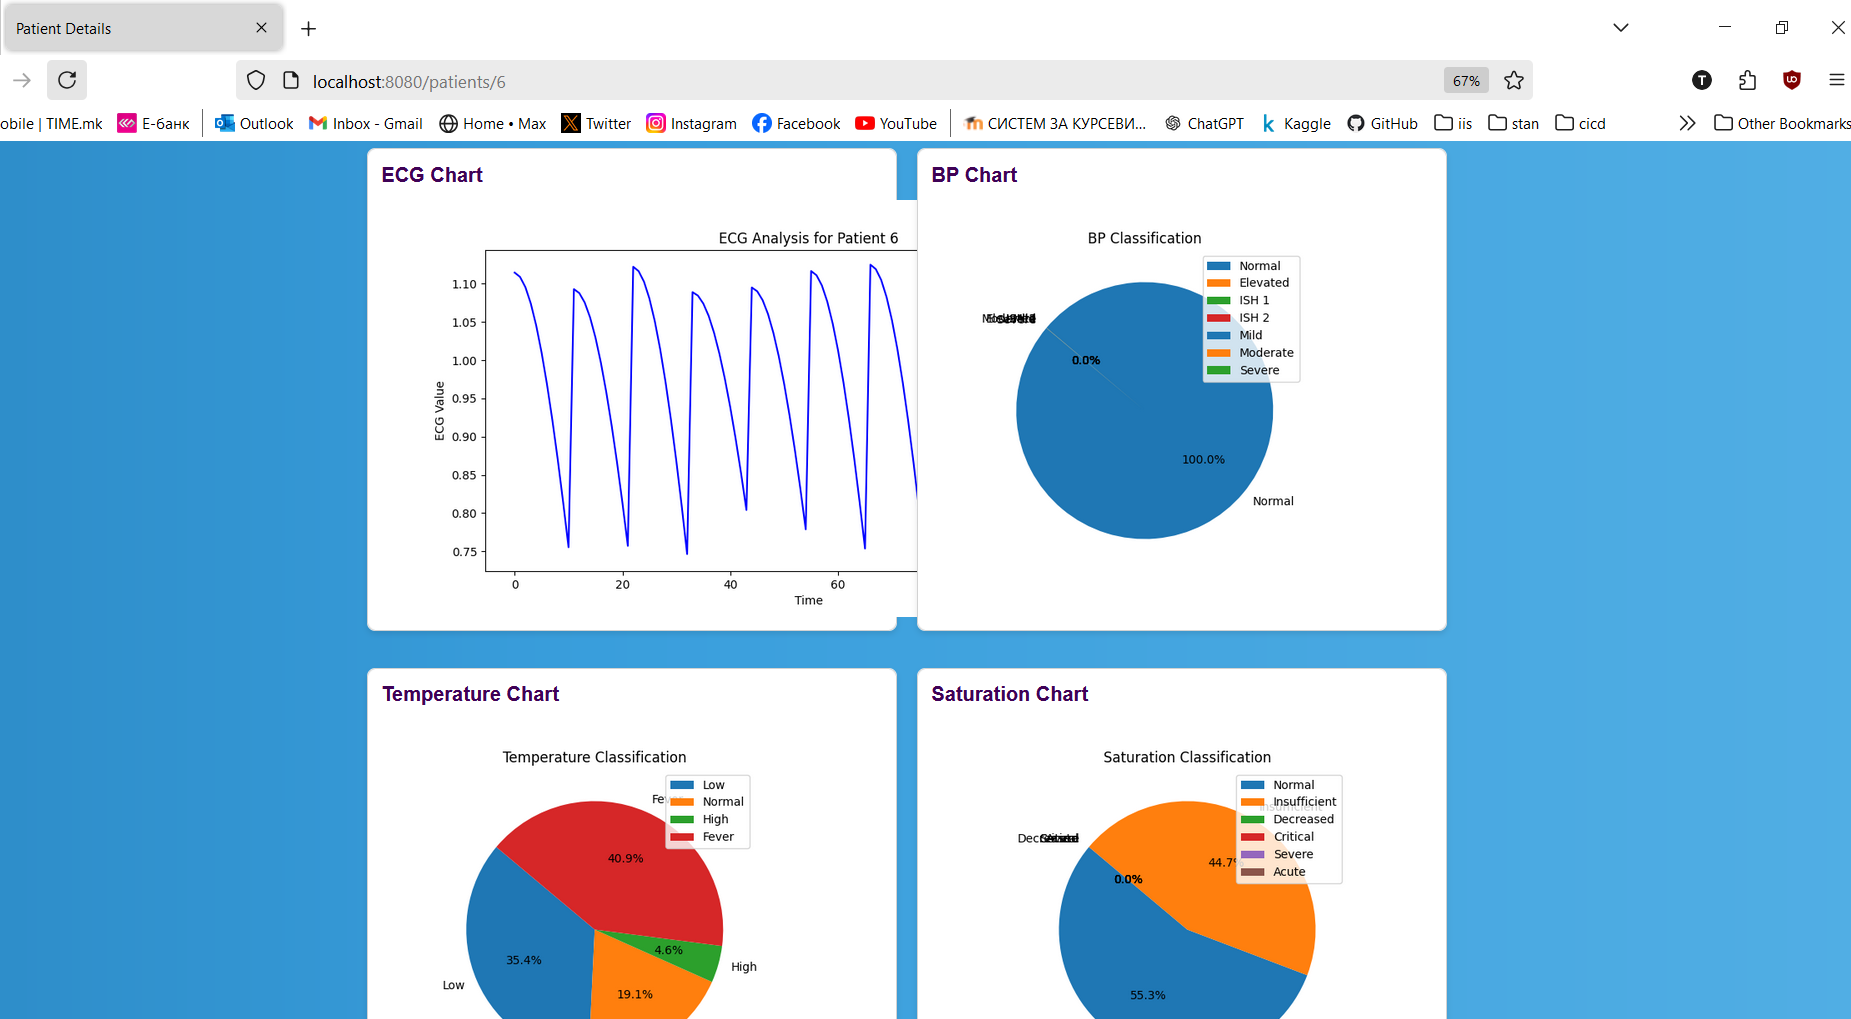 Patient Details
localhost:8080/patients/6
67%
obile | TIME.mk
Е-банк
Outlook
Inbox - Gmail
Home • Max
Twitter
Instagram
Facebook
YouTube
СИСТЕМ ЗА КУРСЕВИ...
ChatGPT
Kaggle
GitHub
iis
stan
cicd
Other Bookmarks
ECG Chart
ECG Analysis for Patient 6
ECG Value
1.10
1.05
1.00
0.95
0.90
0.85
0.80
0.75
0
20
40
60
Time
BP Chart
BP Classification
Normal
Elevated
ISH 1
ISH 2
Mild
Moderate
Severe
0.0%
100.0%
Normal
Temperature Chart
Temperature Classification
Low
Normal
High
Fever
40.9%
4.6%
High
35.4%
Low
19.1%
Saturation Chart
Saturation Classification
Normal
Insufficient
Decreased
Critical
Severe
Acute
Insufficient
44.7%
0.0%
55.3%